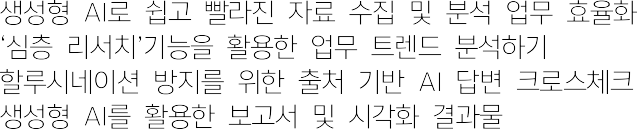 생성형 AI로 쉽고 빨라진 자료 수집 및 분석 업무 효율화
‘심층 리서치’기능을 활용한 업무 트렌드 분석하기
할루시네이션 방지를 위한 출처 기반 AI 답변 크로스체크
생성형 AI를 활용한 보고서 및 시각화 결과물